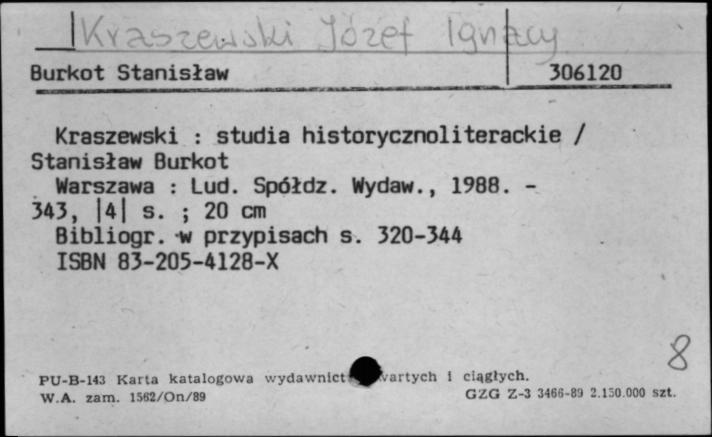 Kraszewski Józef Ignacy
Burkot Stanisław 306120
Kraszewski : studia historycznoliterackie /
Stanisław Burkot
Warszawa : Lud. Spółdz. Wydaw., 1988. -
343, |4| s. ; 20 cm
Bibliogr. w przypisach s. 320-344
ISBN 83-205-4128-X
8
PU-B-143 Karta katalogowa wydawnict wartych i ciągłych.
W.A. zam. 1562/On/89 GZG Z-3 3466-89 2.150.000 szt.